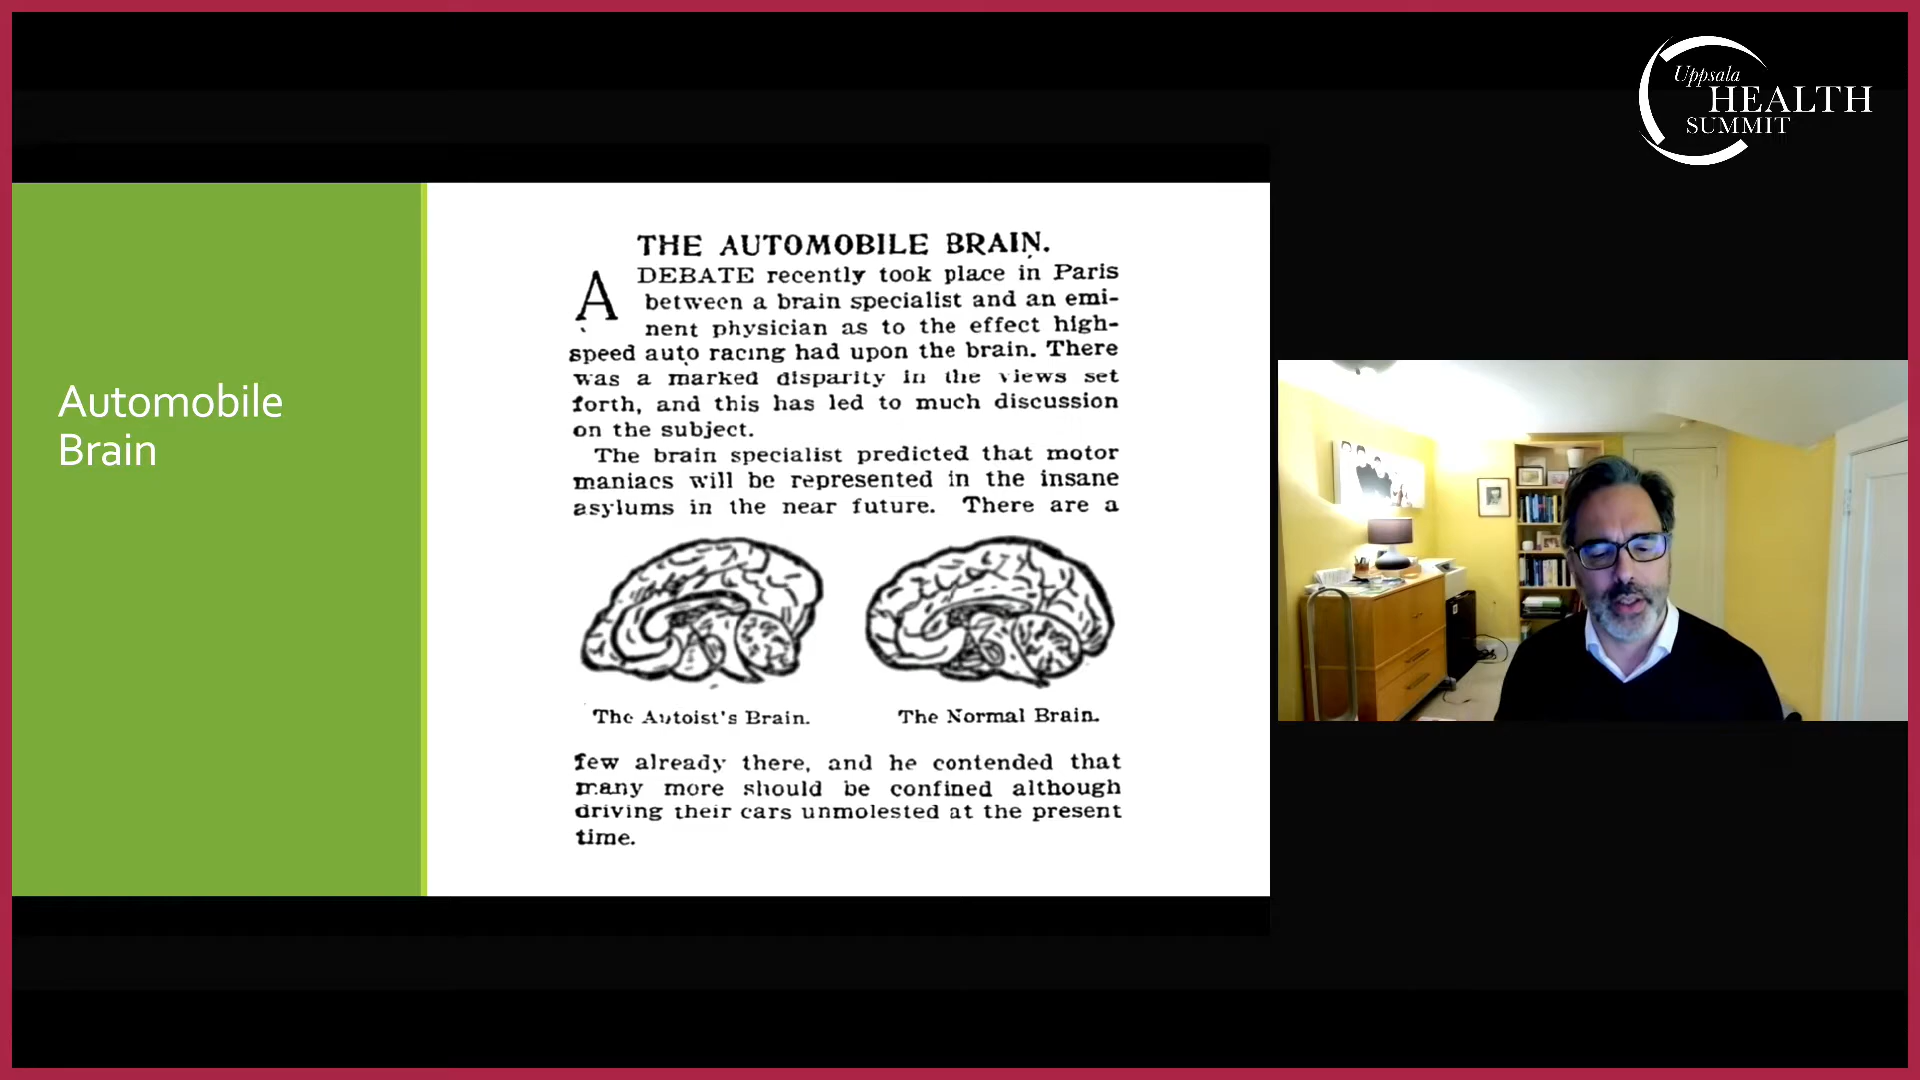 Uppsala
HEALTH
SUMMIT
Automobile
Brain
THE AUTOMOBILE BRAIN.
A DEBATE recently took place in Paris
between a brain specialist and an emi-
nent physician as to the effect high-
speed auto racing had upon the brain. There
was a marked disparity in the views set
forth, and this has led to much discussion
on the subject.
The brain specialist predicted that motor
maniacs will be represented in the insane
asylums in the near future. There are a
The Autoist's Brain.
The Normal Brain.
few already there, and he contended that
many more should be confined although
driving their cars unmolested at the present
time.